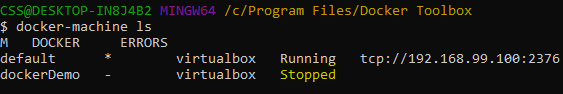 CSS@DESKTOP-IN8J4B2 MINGW64 /c/Program Files/Docker Toolbox
$ docker-machine ls
M   DOCKER    ERRORS
default      *        virtualbox   Running   tcp://192.168.99.100:2376
dockerDemo   -        virtualbox   Stopped